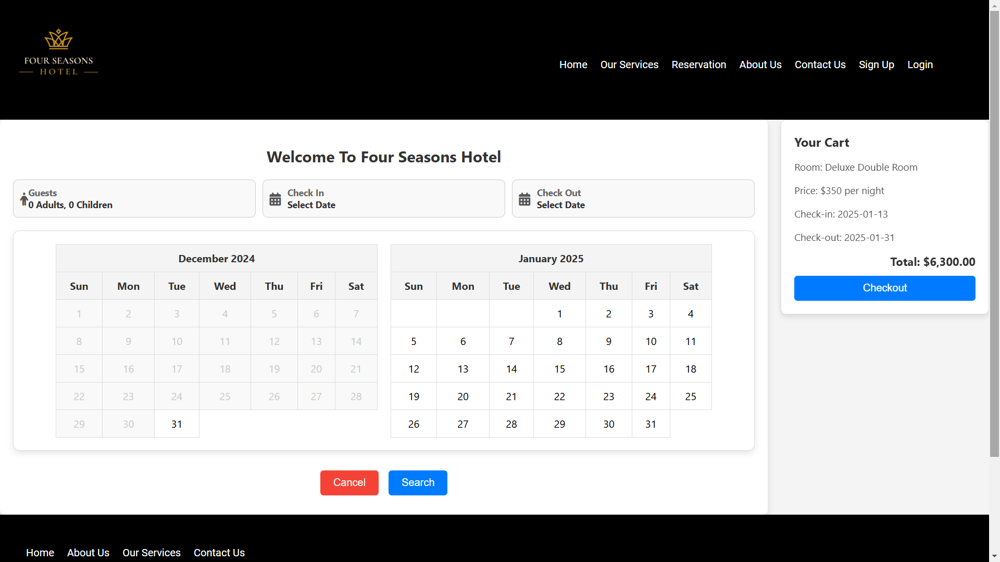 FOUR SEASONS
HOTEL
Home Our Services Reservation About Us Contact Us Sign Up Login
Welcome To Four Seasons Hotel
Guests
0 Adults, 0 Children
Check In
Select Date
Check Out
Select Date
December 2024
Sun Mon Tue Wed Thu Fri Sat
1 2 3 4 5 6 7
8 9 10 11 12 13 14
15 16 17 18 19 20 21
22 23 24 25 26 27 28
29 30 31
January 2025
Sun Mon Tue Wed Thu Fri Sat
1 2 3 4
5 6 7 8 9 10 11
12 13 14 15 16 17 18
19 20 21 22 23 24 25
26 27 28 29 30 31
Cancel Search
Your Cart
Room: Deluxe Double Room
Price: $350 per night
Check-in: 2025-01-13
Check-out: 2025-01-31
Total: $6,300.00
Checkout
Home About Us Our Services Contact Us